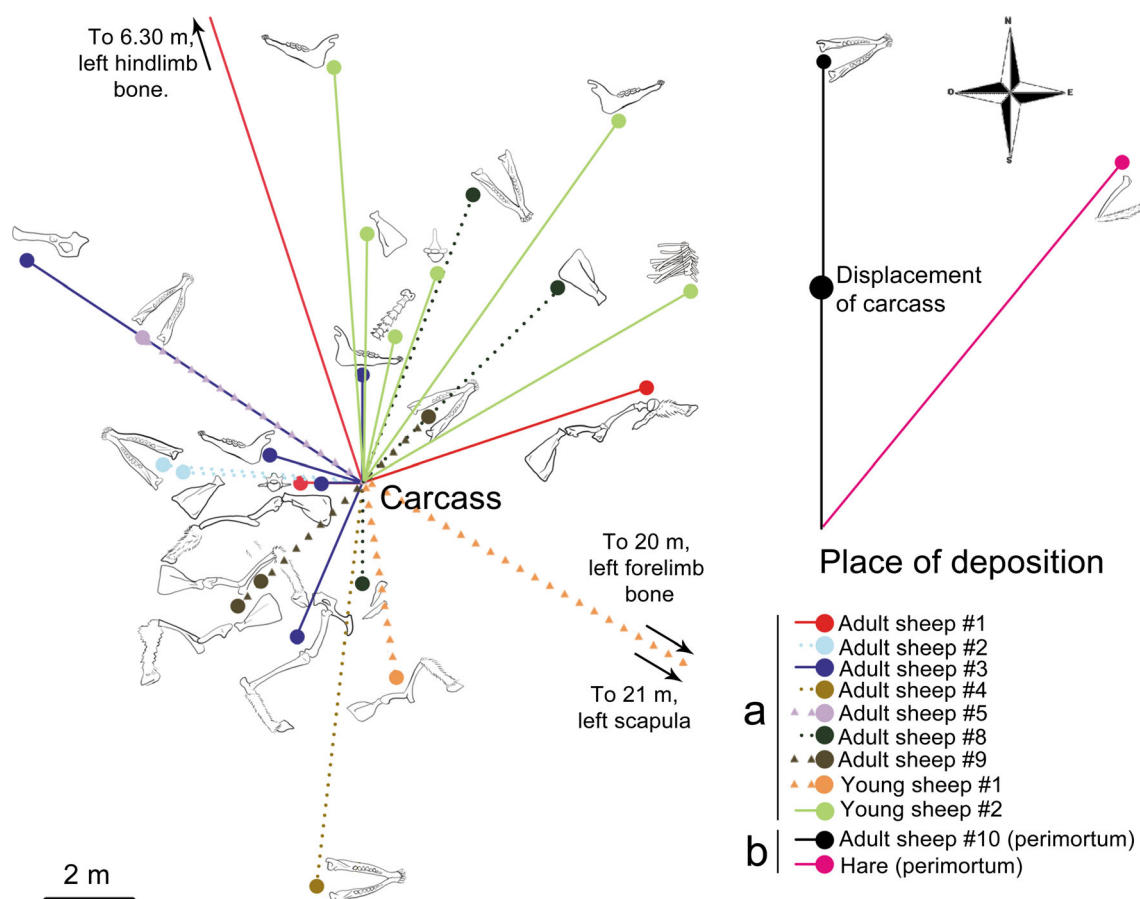 To 6.30 m,
left hindlimb
bone.
N
O
E
S
Displacement
of carcass
Carcass
To 20 m,
left forelimb
bone
To 21 m,
left scapula
Place of deposition
a
Adult sheep #1
Adult sheep #2
Adult sheep #3
Adult sheep #4
Adult sheep #5
Adult sheep #8
Adult sheep #9
Young sheep #1
Young sheep #2
b
Adult sheep #10 (perimortum)
Hare (perimortum)
2 m